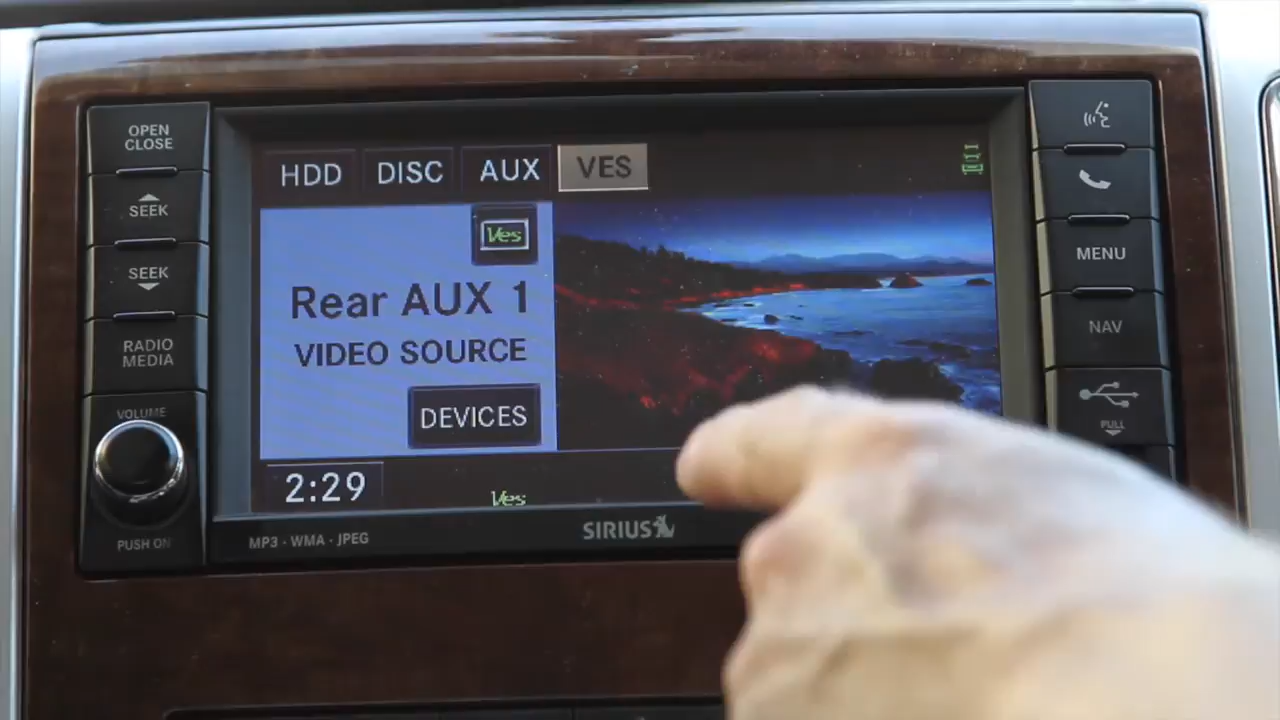 OPEN
CLOSE
SEEK
SEEK
RADIO
MEDIA
VOLUME
PUSH ON
HDD DISC AUX VES
Ves
Rear AUX 1
VIDEO SOURCE
DEVICES
2:29
Ves
MP3 · WMA · JPEG
SIRIUS
MENU
NAV
PULL